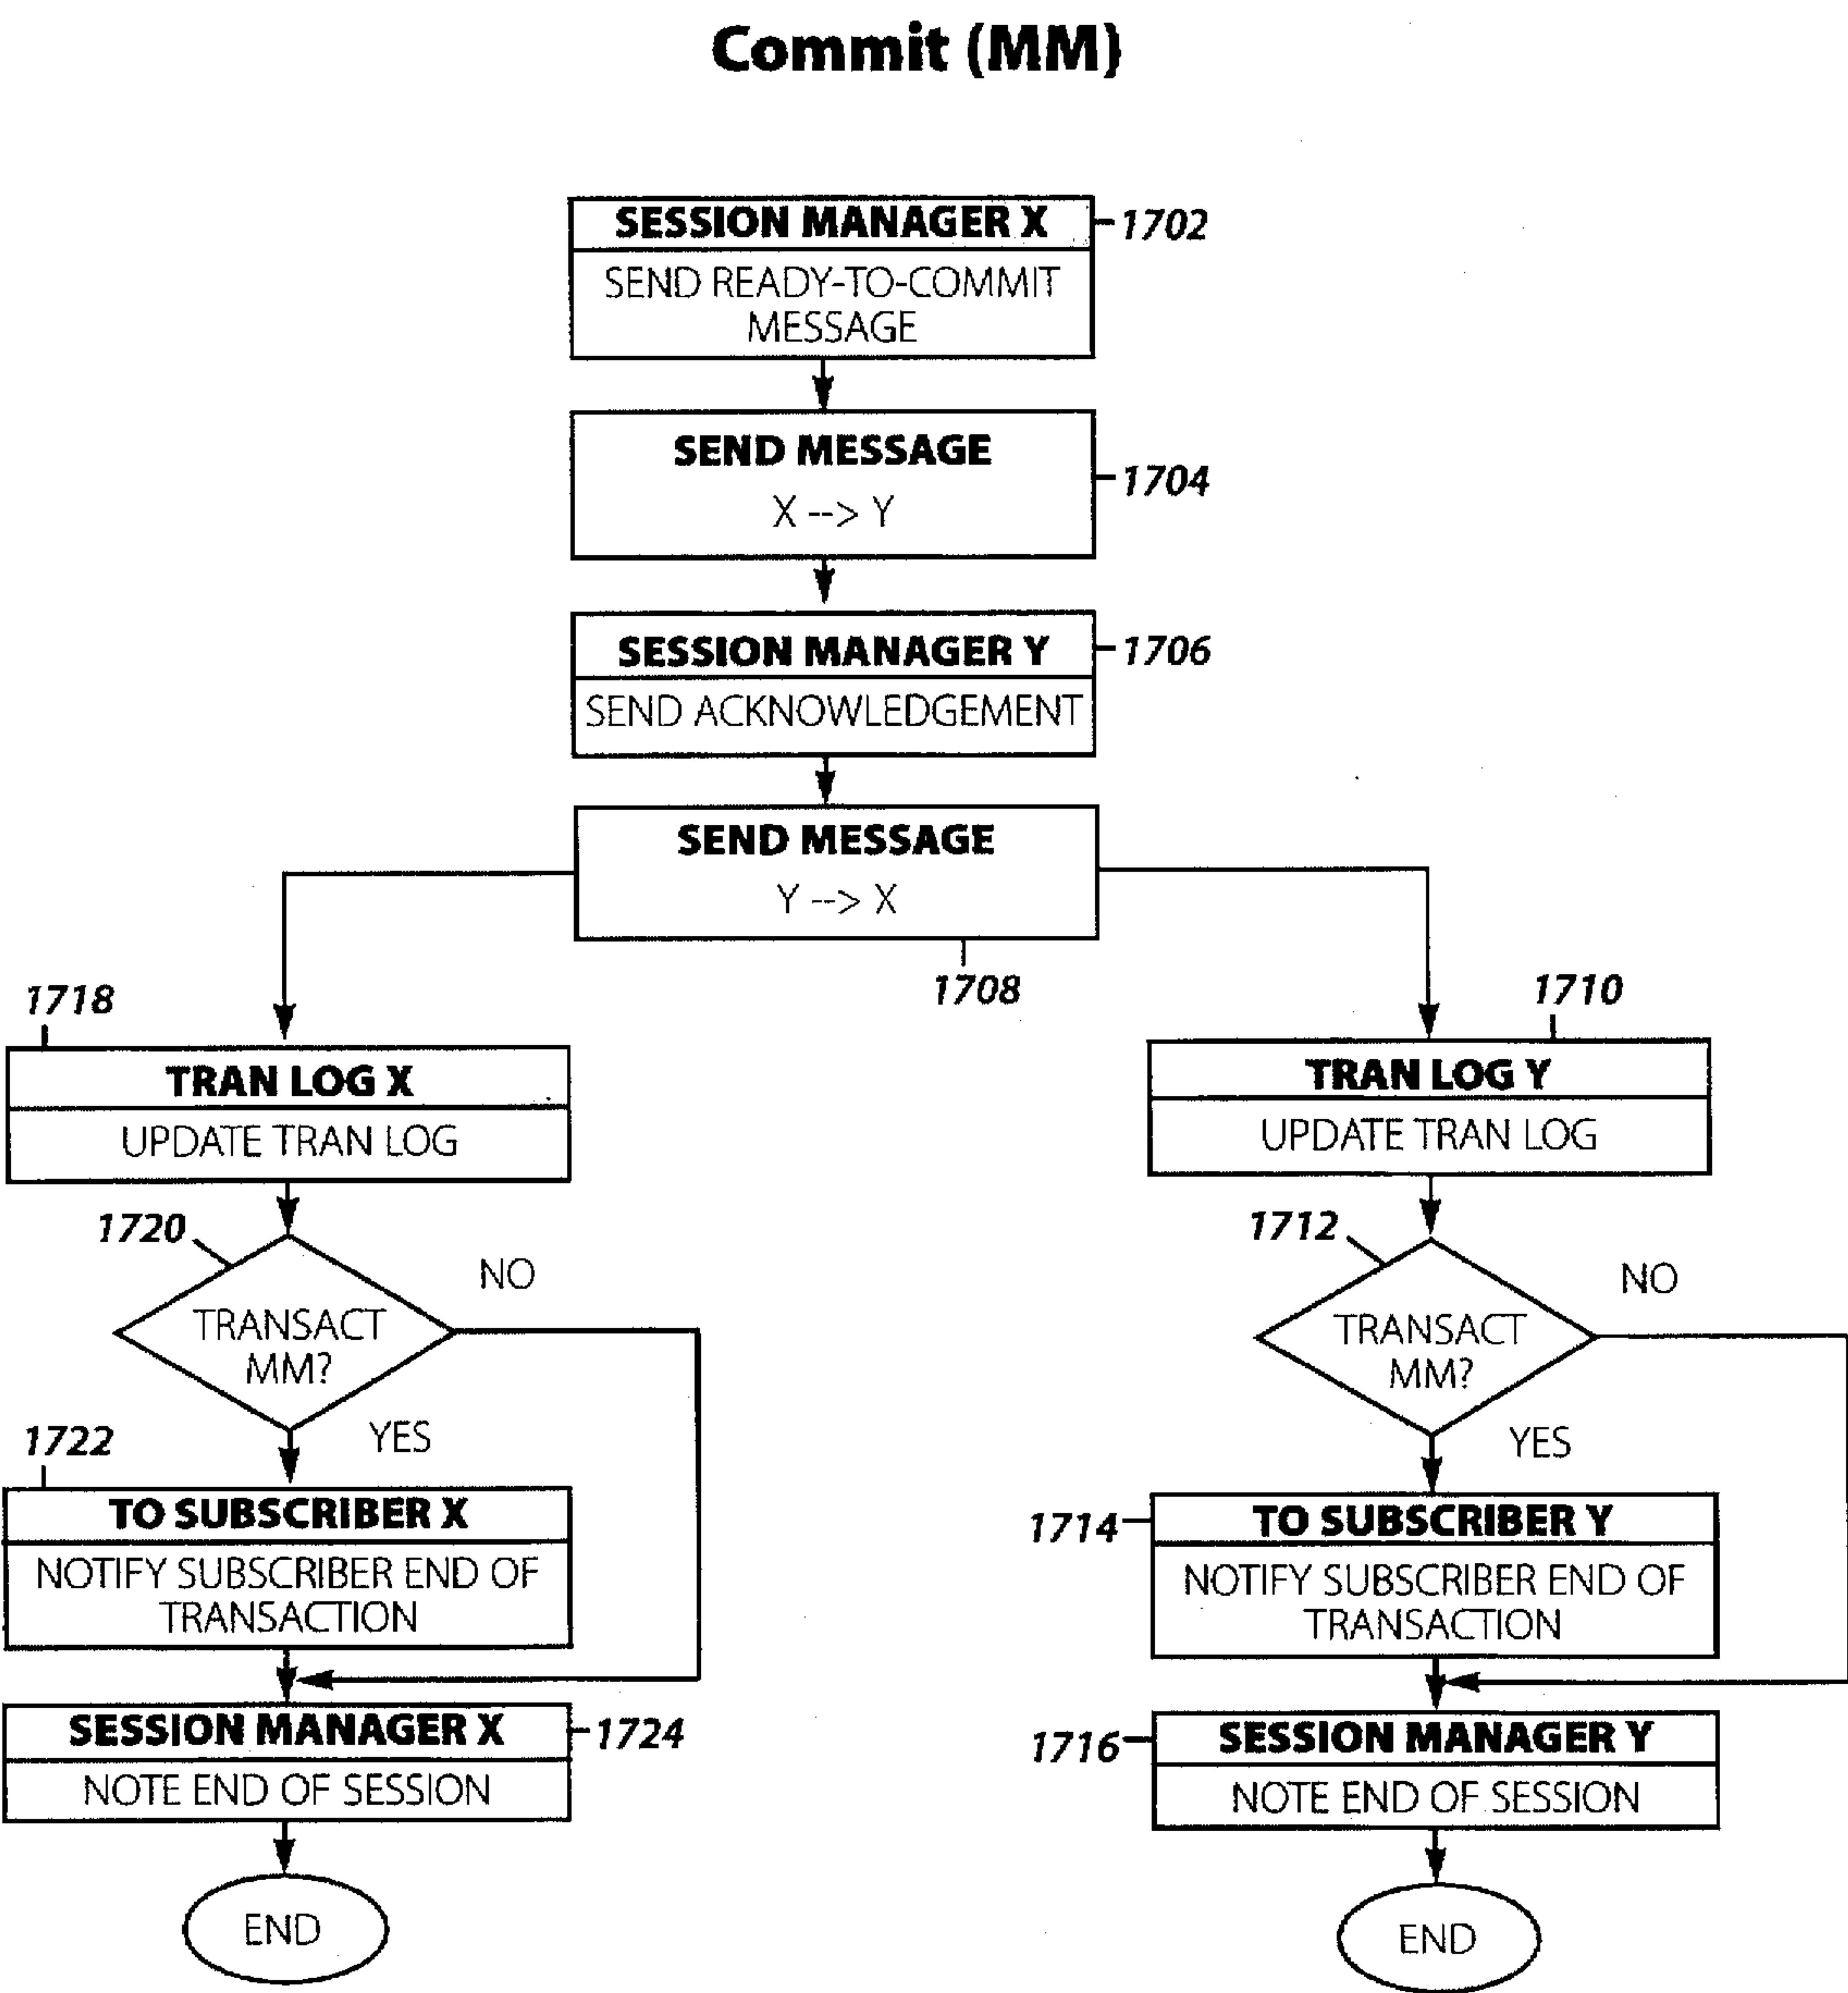 Commit (MM)
SESSION MANAGER X
1702
SEND READY-TO-COMMIT
MESSAGE
SEND MESSAGE
1704
X --> Y
SESSION MANAGER Y
1706
SEND ACKNOWLEDGEMENT
SEND MESSAGE
Y --> X
1708
1718
TRAN LOG X
UPDATE TRAN LOG
1720
NO
TRANSACT
MM?
YES
1722
TO SUBSCRIBER X
NOTIFY SUBSCRIBER END OF
TRANSACTION
SESSION MANAGER X
1724
NOTE END OF SESSION
END
1710
TRAN LOG Y
UPDATE TRAN LOG
1712
NO
TRANSACT
MM?
YES
1714
TO SUBSCRIBER Y
NOTIFY SUBSCRIBER END OF
TRANSACTION
1716
SESSION MANAGER Y
NOTE END OF SESSION
END